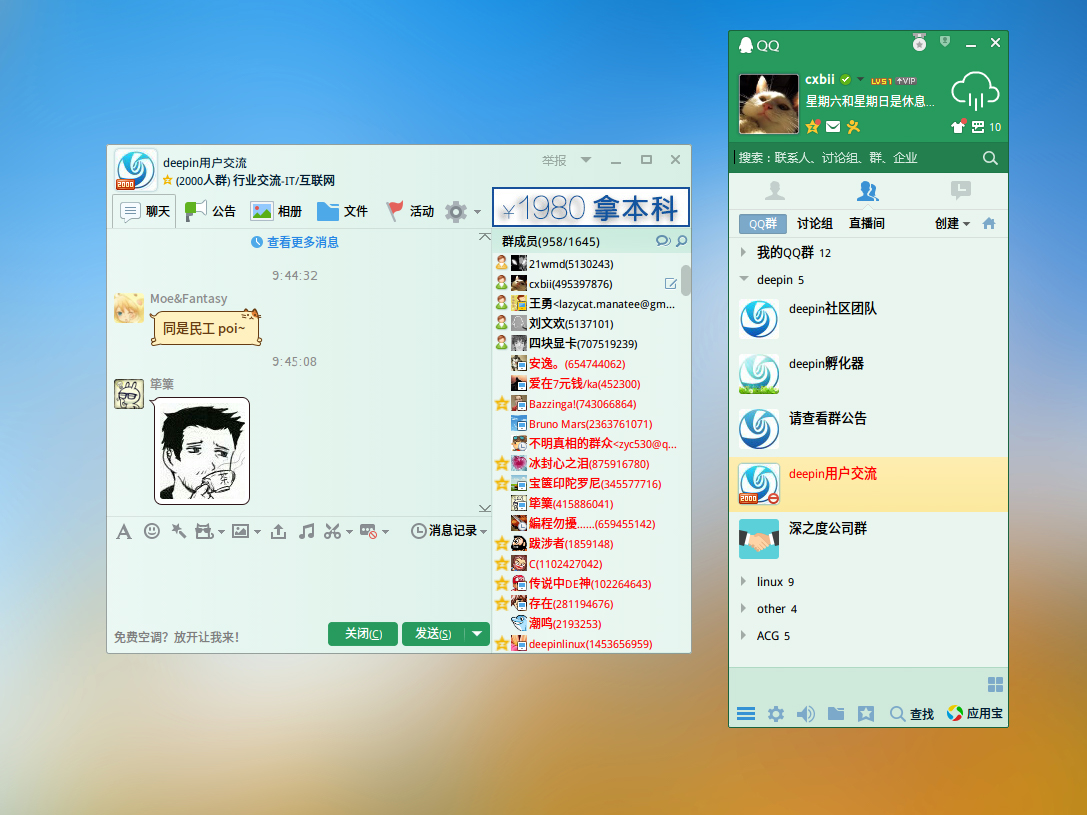 deepin用户交流
(2000人群) 行业交流-IT/互联网
举报
聊天
公告
相册
文件
活动
¥1980 拿本科
查看更多消息
9:44:32
Moe&Fantasy
同是民工 poi~
9:45:08
筚篥
茶
消息记录
免费空调？放开让我来！
关闭(C)
发送(S)
群成员(958/1645)
21wmd(5130243)
cxbii(495397876)
王勇<lazycat.manatee@gm...
刘文欢(5137101)
四块显卡(707519239)
安逸。(654744062)
爱在7元钱/ka(452300)
Bazzinga!(743066864)
Bruno Mars(2363761071)
不明真相的群众<zyc530@q...
冰封心之泪(875916780)
宝箧印陀罗尼(345577716)
筚篥(415886041)
編程勿擾......(659455142)
跋涉者(1859148)
C(1102427042)
传说中DE神(102264643)
存在(281194676)
潮鸣(2193253)
deepinlinux(1453656959)
QQ
cxbii
LV51
VIP
星期六和星期日是休息...
10
搜索：联系人、讨论组、群、企业
QQ群
讨论组
直播间
创建
我的QQ群 12
deepin 5
deepin社区团队
deepin孵化器
请查看群公告
2000
deepin用户交流
深之度公司群
linux 9
other 4
ACG 5
查找
应用宝